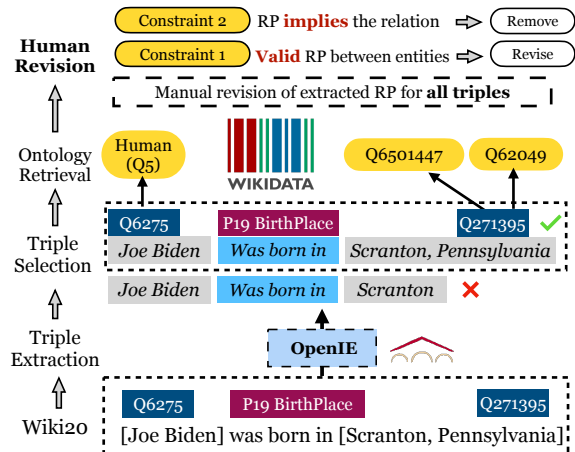 Constraint 2 RP implies the relation Remove
Human Revision
Constraint 1 Valid RP between entities Revise
Manual revision of extracted RP for all triples
Ontology Retrieval
Human (Q5)
WIKIDATA
Q6501447 Q62049
Q6275 P19 BirthPlace Q271395
Triple Selection
Joe Biden Was born in Scranton, Pennsylvania
Joe Biden Was born in Scranton
Triple Extraction
OpenIE
Q6275 P19 BirthPlace Q271395
Wiki20
[Joe Biden] was born in [Scranton, Pennsylvania]